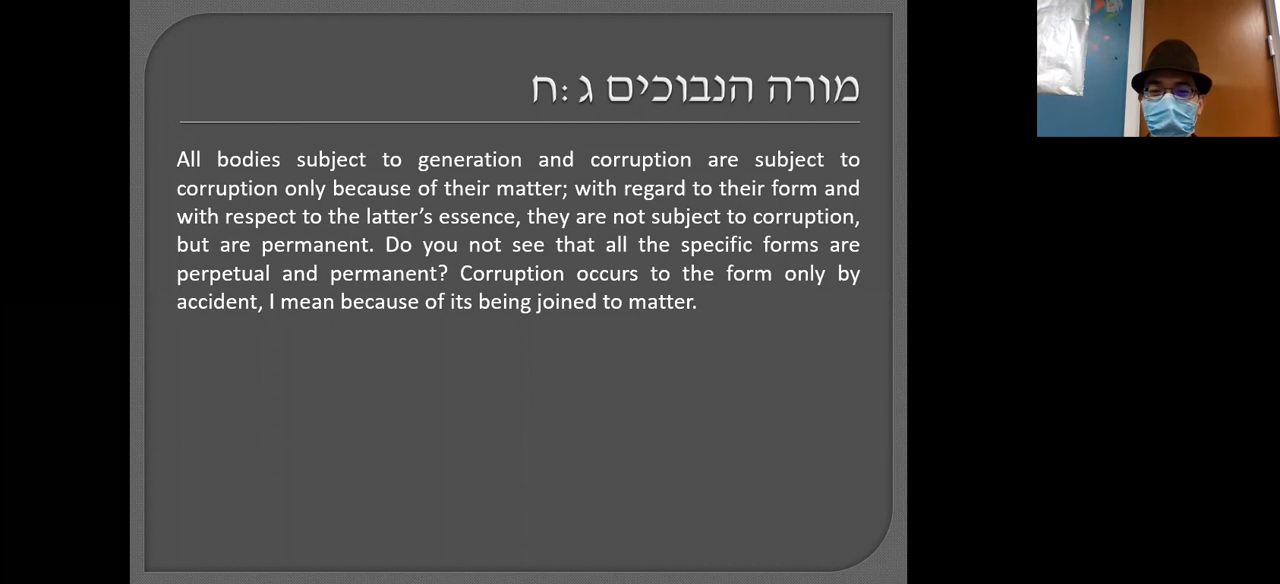 מורה הנבוכים ג :ח
All bodies subject to generation and corruption are subject to
corruption only because of their matter; with regard to their form and
with respect to the latter’s essence, they are not subject to corruption,
but are permanent. Do you not see that all the specific forms are
perpetual and permanent? Corruption occurs to the form only by
accident, I mean because of its being joined to matter.